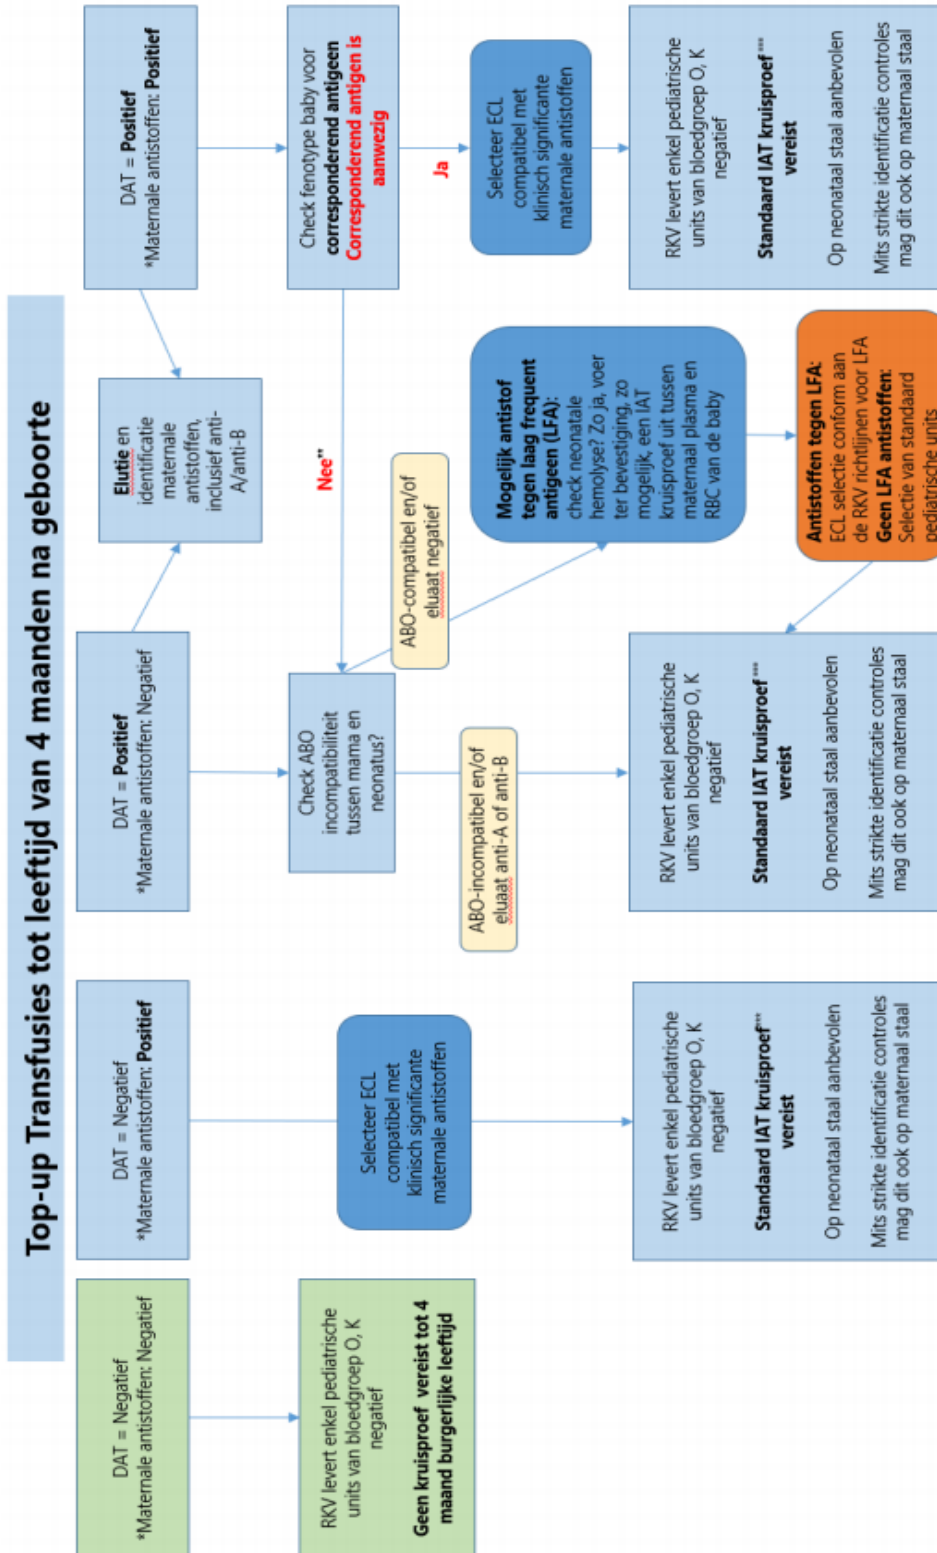 Top-up Transfusies tot leeftijd van 4 maanden na geboorte
DAT = Negatief
*Maternale antistoffen: Negatief
RKV levert enkel pediatrische
units van bloedgroep O, K
negatief
Geen kruisproef vereist tot 4
maand burgerlijke leeftijd
DAT = Negatief
*Maternale antistoffen: Positief
Selecteer ECL
compatibel met
klinisch significante
maternale antistoffen
RKV levert enkel pediatrische
units van bloedgroep O, K
negatief
Standaard IAT kruisproef***
vereist
Op neonataal staal aanbevolen
Mits strikte identificatie controles
mag dit ook op maternaal staal
DAT = Positief
*Maternale antistoffen: Negatief
Check ABO
incompatibiliteit
tussen mama en
neonatus?
ABO-incompatibel en/of
eluaat anti-A of anti-B
RKV levert enkel pediatrische
units van bloedgroep O, K
negatief
Standaard IAT kruisproef***
vereist
Op neonataal staal aanbevolen
Mits strikte identificatie controles
mag dit ook op maternaal staal
Elutie en
identificatie
maternale
antistoffen,
inclusief anti-
A/anti-B
Nee**
ABO-compatibel en/of
eluaat negatief
Mogelijk antistof
tegen laag frequent
antigeen (LFA):
check neonatale
hemolyse? Zo ja, voer
ter bevestiging, zo
mogelijk, een IAT
kruisproef uit tussen
maternaal plasma en
RBC van de baby
Antistoffen tegen LFA:
ECL selectie conform aan
de RKV richtlijnen voor LFA
Geen LFA antistoffen:
Selectie van standaard
pediatrische units
DAT = Positief
*Maternale antistoffen: Positief
Check fenotype baby voor
corresponderend antigeen
Corresponderend antigen is
aanwezig
Ja
Selecteer ECL
compatibel met
klinisch significante
maternale antistoffen
RKV levert enkel pediatrische
units van bloedgroep O, K
negatief
Standaard IAT kruisproef***
vereist
Op neonataal staal aanbevolen
Mits strikte identificatie controles
mag dit ook op maternaal staal